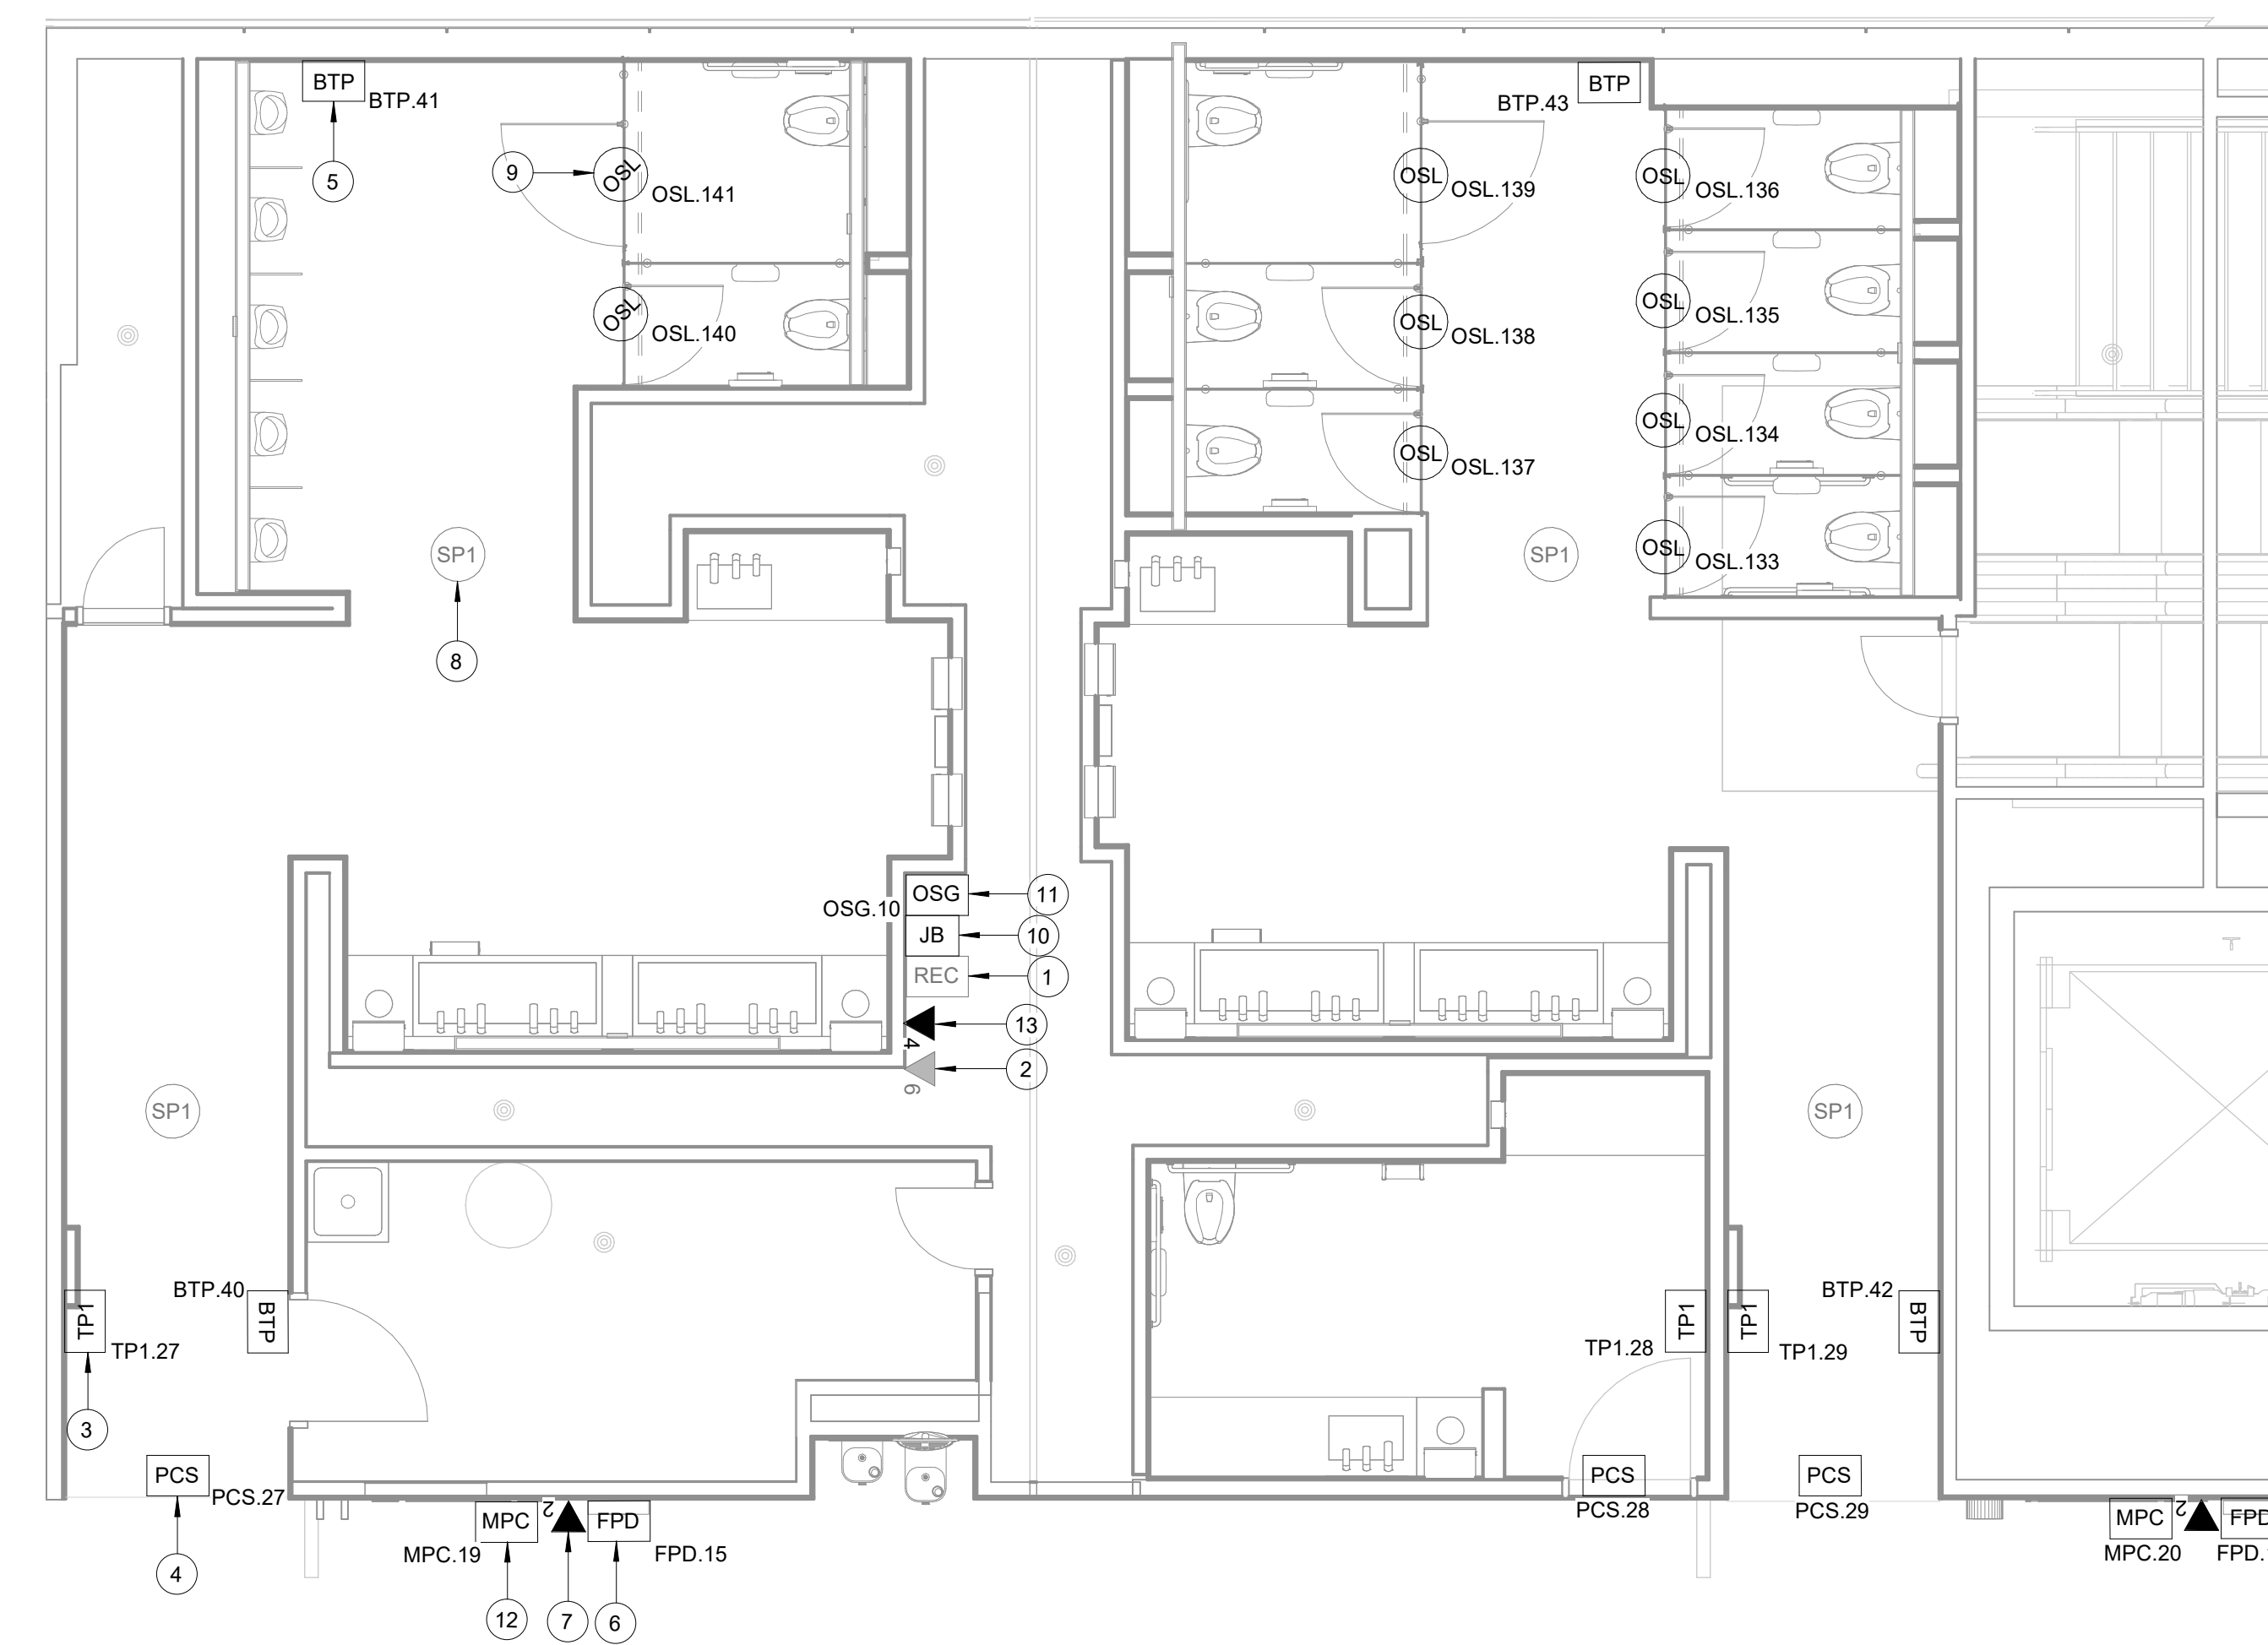 BTP
BTP.41
5
9
OSL
OSL.141
OSL
OSL.140
BTP
BTP.43
OSL
OSL.139
OSL
OSL.136
OSL
OSL.138
OSL
OSL.135
OSL
OSL.137
OSL
OSL.134
OSL
OSL.133
SP1
8
SP1
OSG
11
OSG.10
JB
10
REC
1
13
4
2
6
SP1
SP1
BTP.40
BTP
TP1
TP1.27
3
TP1
TP1.28
TP1
TP1.29
BTP.42
BTP
PCS
PCS.27
4
MPC
2
FPD
MPC.19
FPD.15
12
7
6
PCS
PCS.28
PCS
PCS.29
MPC
2
FPD
MPC.20
FPD.